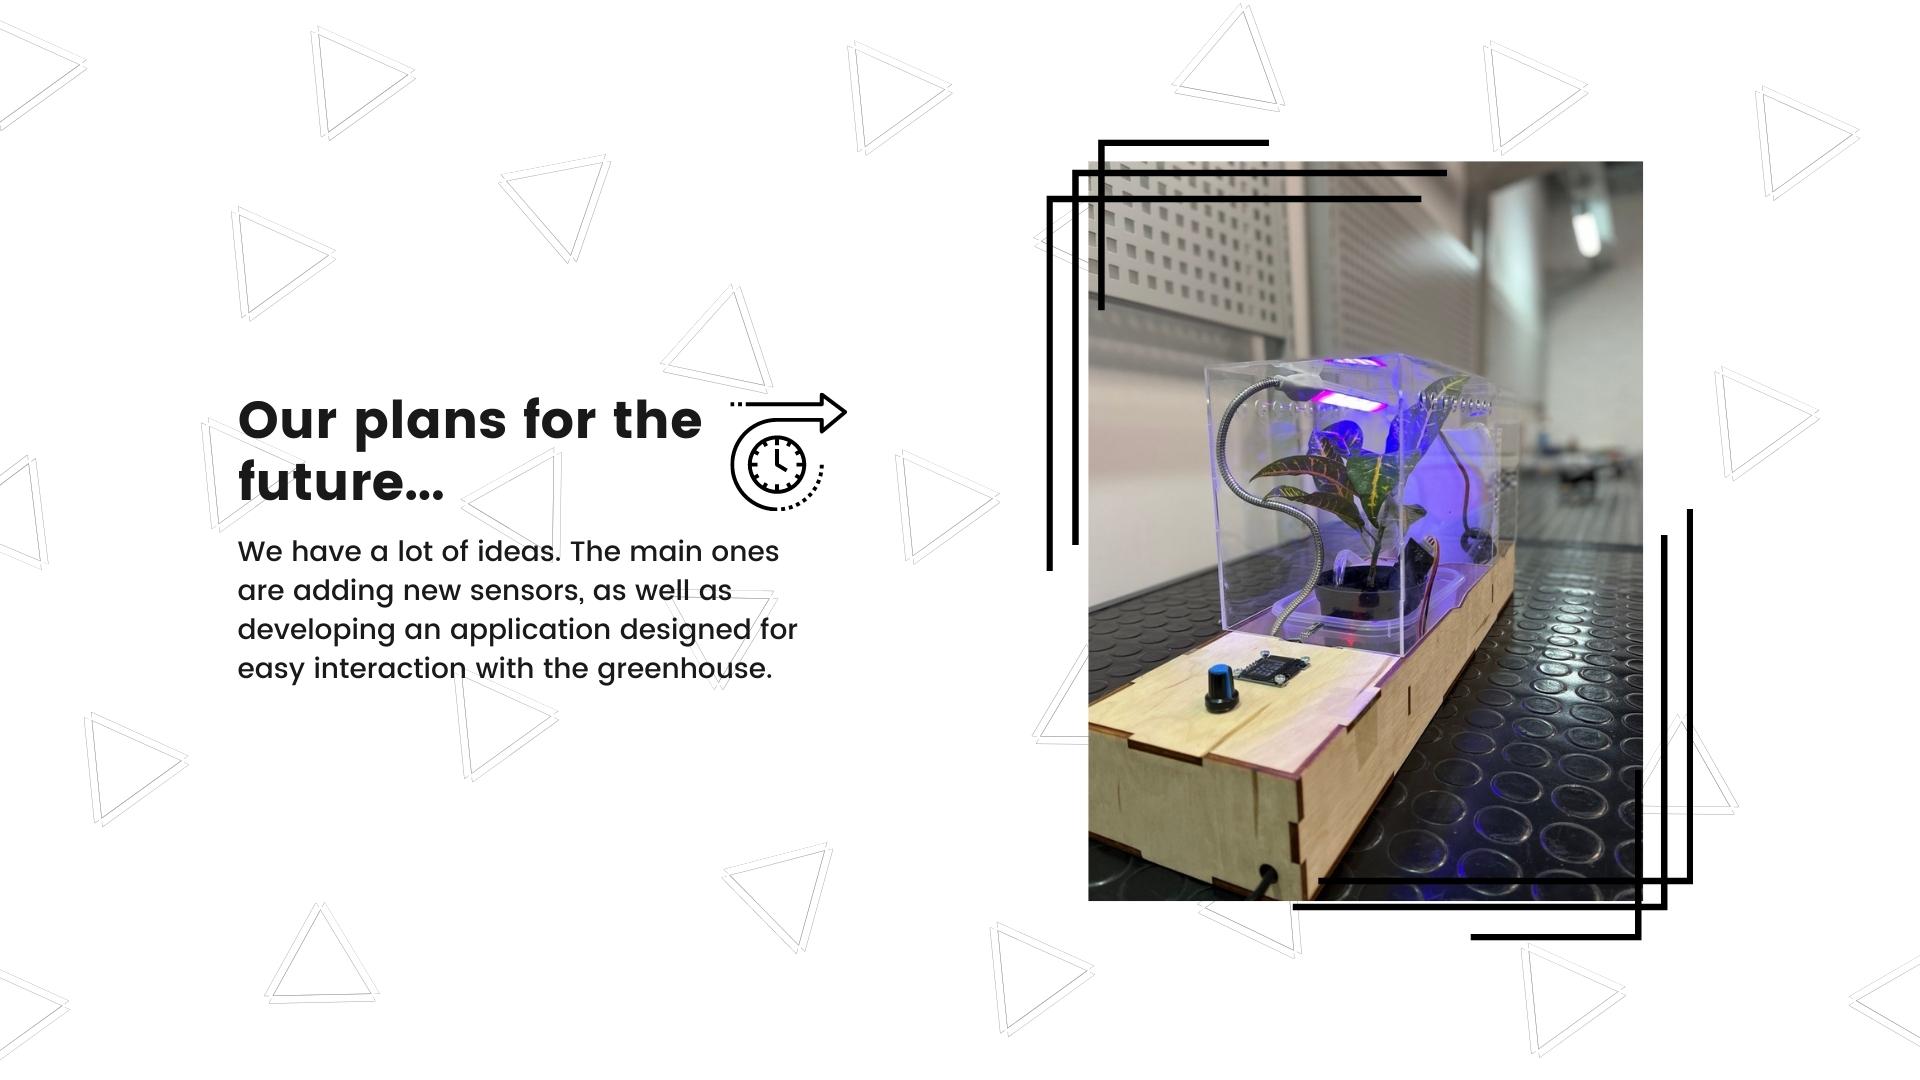 Our plans for the
future...
We have a lot of ideas. The main ones
are adding new sensors, as well as
developing an application designed for
easy interaction with the greenhouse.